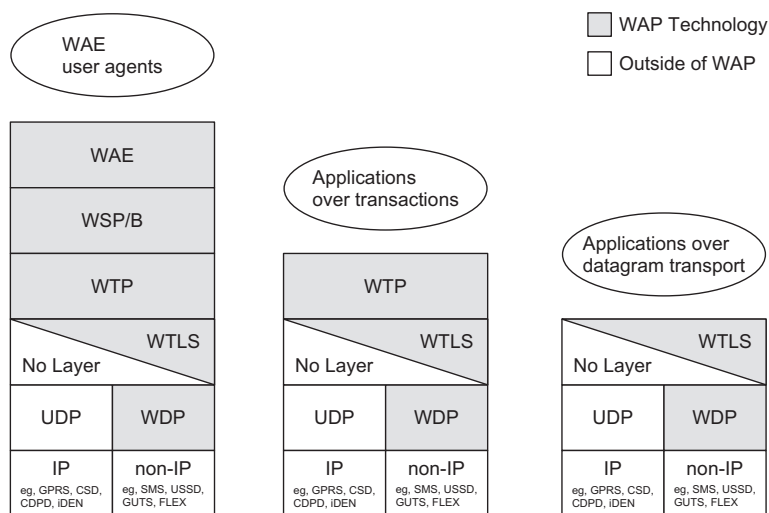 WAE
user agents
WAP Technology
Outside of WAP
WAE
WSP/B
WTP
WTLS
No Layer
UDP
WDP
IP
eg, GPRS, CSD,
CDPD, iDEN
non-IP
eg, SMS, USSD,
GUTS, FLEX
Applications
over transactions
WTP
WTLS
No Layer
UDP
WDP
IP
eg, GPRS, CSD,
CDPD, iDEN
non-IP
eg, SMS, USSD,
GUTS, FLEX
Applications over
datagram transport
WTLS
No Layer
UDP
WDP
IP
eg, GPRS, CSD,
CDPD, iDEN
non-IP
eg, SMS, USSD,
GUTS, FLEX